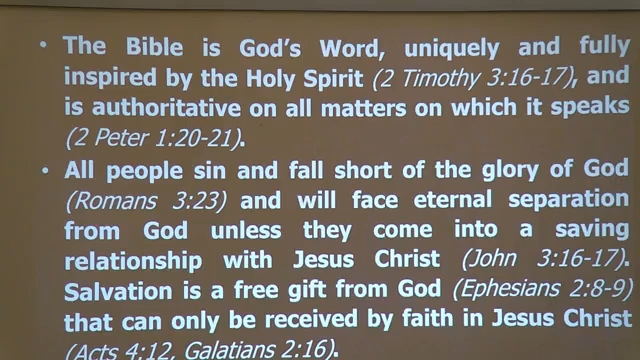 • The Bible is God's Word, uniquely and fully
inspired by the Holy Spirit (2 Timothy 3:16-17), and
is authoritative on all matters on which it speaks
(2 Peter 1:20-21).
• All people sin and fall short of the glory of God
(Romans 3:23) and will face eternal separation
from God unless they come into a saving
relationship with Jesus Christ (John 3:16-17).
Salvation is a free gift from God (Ephesians 2:8-9)
that can only be received by faith in Jesus Christ
(Acts 4:12, Galatians 2:16).